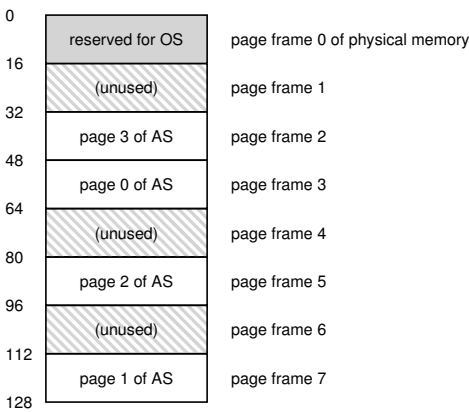 0
reserved for OS page frame 0 of physical memory
16
(unused) page frame 1
32
page 3 of AS page frame 2
48
page 0 of AS page frame 3
64
(unused) page frame 4
80
page 2 of AS page frame 5
96
(unused) page frame 6
112
page 1 of AS page frame 7
128